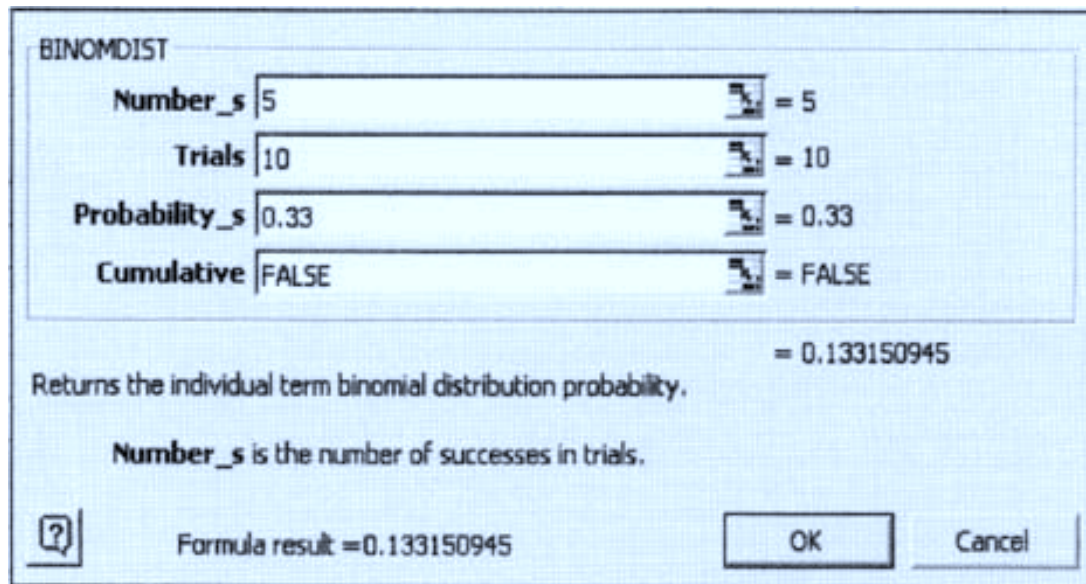 BINOMDIST
Number_s 5 = 5
Trials 10 = 10
Probability_s 0.33 = 0.33
Cumulative FALSE = FALSE
= 0.133150945
Returns the individual term binomial distribution probability.
Number_s is the number of successes in trials.
? Formula result =0.133150945 OK Cancel